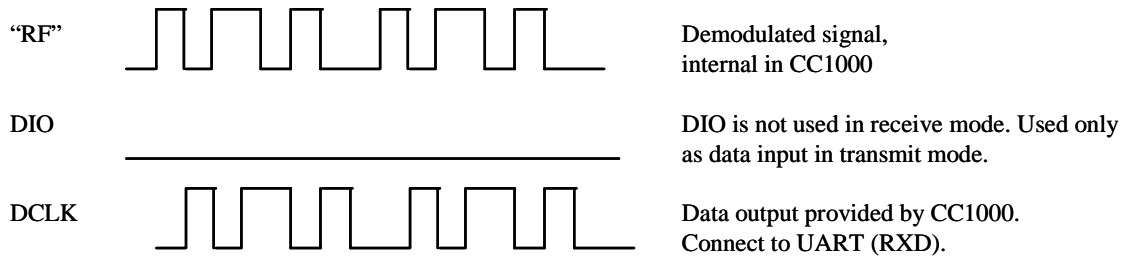 “RF”
Demodulated signal,
internal in CC1000
DIO
DIO is not used in receive mode. Used only
as data input in transmit mode.
DCLK
Data output provided by CC1000.
Connect to UART (RXD).